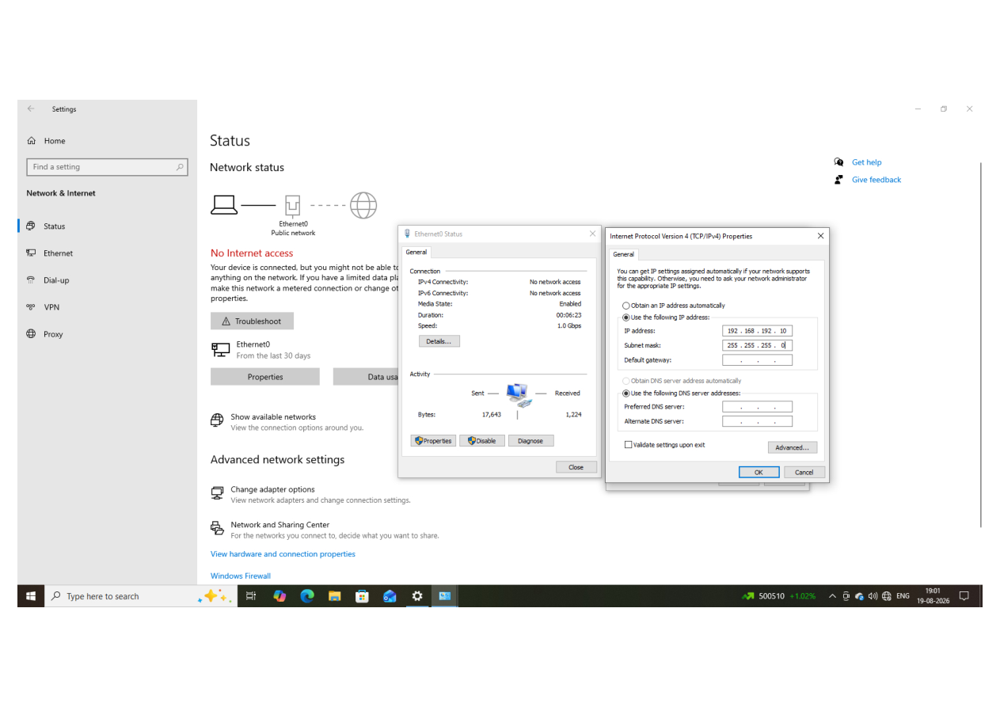 Settings
Home
Find a setting
Network & Internet
Status
Ethernet
Dial-up
VPN
Proxy
Status
Network status
Ethernet0
Public network
No Internet access
Your device is connected, but you might not be able to
anything on the network. If you have a limited data pla
make this network a metered connection or change ot
properties.
Troubleshoot
Ethernet0
From the last 30 days
Properties
Data usa
Show available networks
View the connection options around you.
Advanced network settings
Change adapter options
View network adapters and change connection settings.
Network and Sharing Center
For the networks you connect to, decide what you want to share.
View hardware and connection properties
Windows Firewall
Get help
Give feedback
Ethernet0 Status
General
Connection
IPv4 Connectivity: No network access
IPv6 Connectivity: No network access
Media State: Enabled
Duration: 00:06:23
Speed: 1.0 Gbps
Details...
Activity
Sent Received
Bytes: 17,643 1,224
Properties Disable Diagnose
Close
Internet Protocol Version 4 (TCP/IPv4) Properties
General
You can get IP settings assigned automatically if your network supports
this capability. Otherwise, you need to ask your network administrator
for the appropriate IP settings.
Obtain an IP address automatically
Use the following IP address:
IP address: 192 . 168 . 192 . 10
Subnet mask: 255 . 255 . 255 . 0
Default gateway: . . .
Obtain DNS server address automatically
Use the following DNS server addresses:
Preferred DNS server: . . .
Alternate DNS server: . . .
Validate settings upon exit
Advanced...
OK Cancel
Type here to search
500510 +1.02%
ENG
19:01
19-08-2026